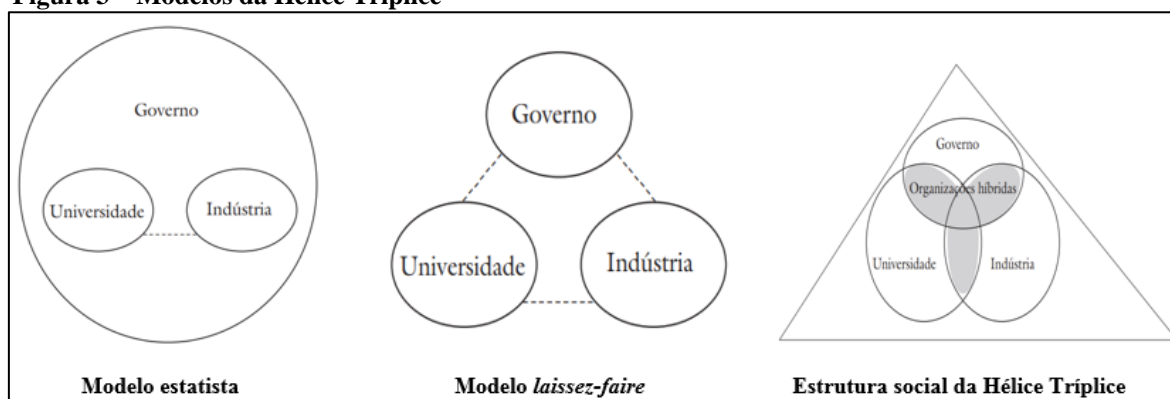 Figura 3 – Modelos da Hélice Tríplice
Governo
Universidade
Indústria
Modelo estatista
Governo
Universidade
Indústria
Modelo laissez-faire
Governo
Organizações híbridas
Universidade
Indústria
Estrutura social da Hélice Tríplice